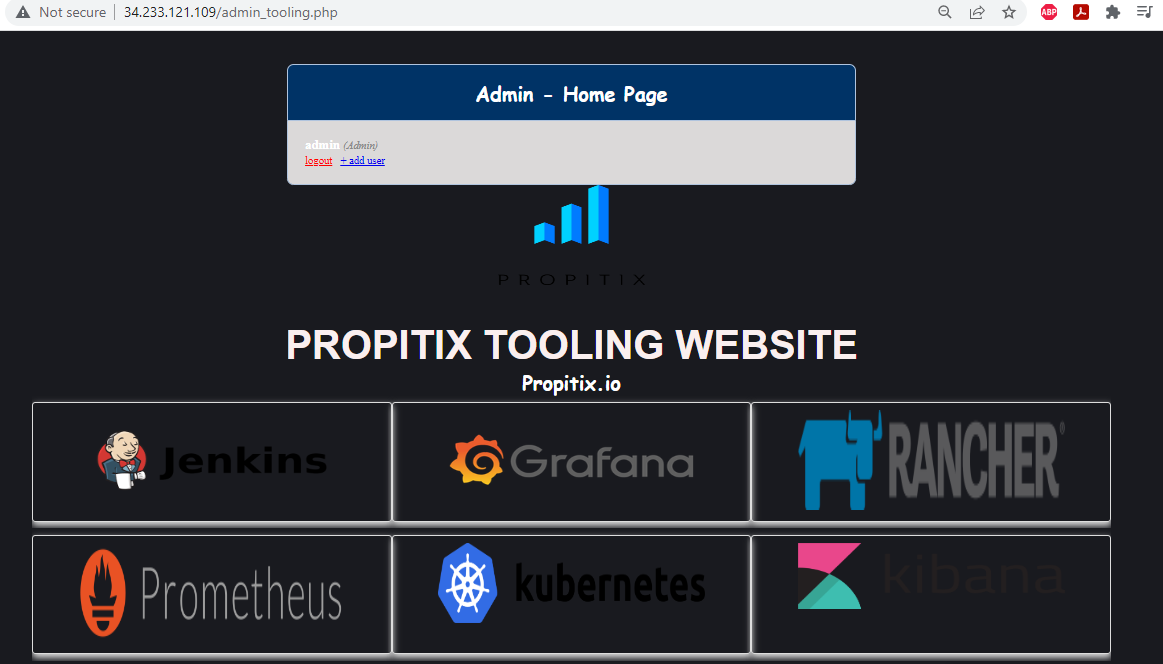 Not secure 34.233.121.109/admin_tooling.php
ABP
Admin - Home Page
admin (Admin)
logout + add user
PROPITIX
PROPITIX TOOLING WEBSITE
Propitix.io
Jenkins Grafana RANCHER®
Prometheus kubernetes kibana